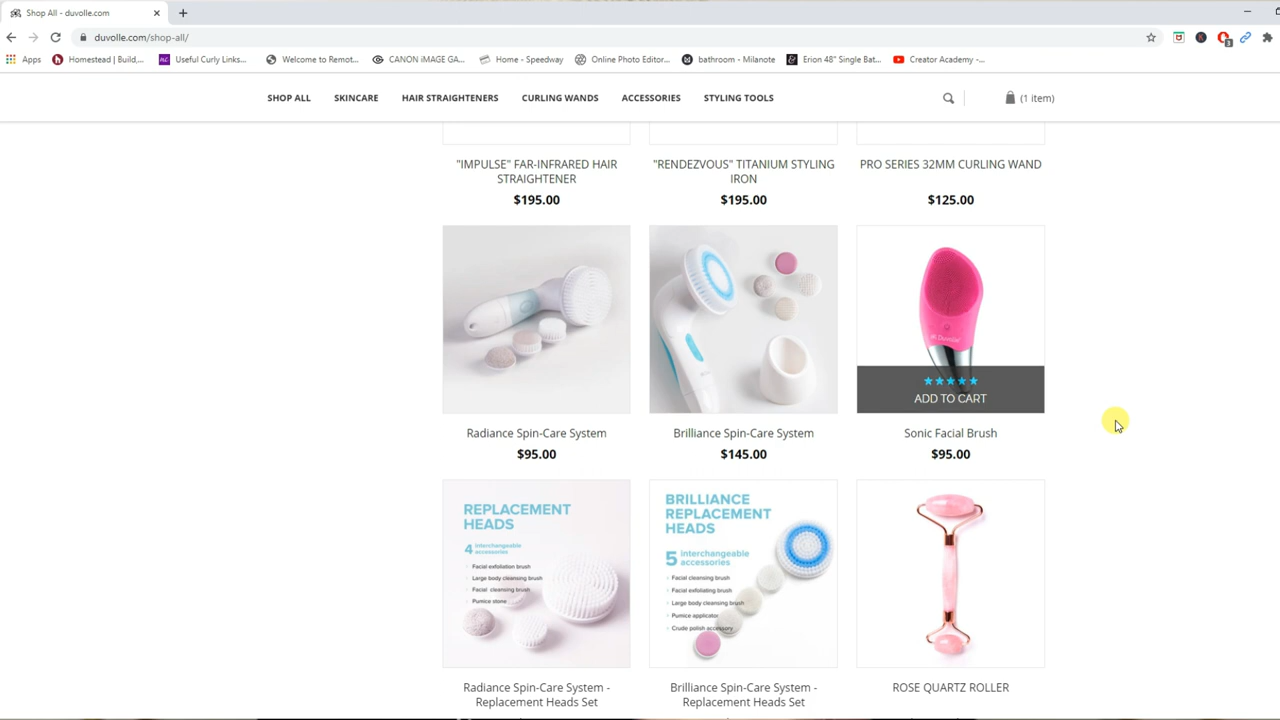 Shop All - duvolle.com
duvolle.com/shop-all/
Apps
Homestead | Build,...
Useful Curly Links...
Welcome to Remot...
CANON iMAGE GA...
Home - Speedway
Online Photo Editor...
bathroom - Milanote
Erion 48" Single Bat...
Creator Academy -...
SHOP ALL
SKINCARE
HAIR STRAIGHTENERS
CURLING WANDS
ACCESSORIES
STYLING TOOLS
(1 item)
"IMPULSE" FAR-INFRARED HAIR
STRAIGHTENER
$195.00
"RENDEZVOUS" TITANIUM STYLING
IRON
$195.00
PRO SERIES 32MM CURLING WAND
$125.00
Duvolle
ADD TO CART
Radiance Spin-Care System
$95.00
Brilliance Spin-Care System
$145.00
Sonic Facial Brush
$95.00
REPLACEMENT
HEADS
4 interchangeable
accessories
Facial exfoliation brush
Large body cleansing brush
Facial cleansing brush
Pumice stone
BRILLIANCE
REPLACEMENT
HEADS
5 interchangeable
accessories
Facial cleansing brush
Facial exfoliating brush
Large body cleansing brush
Pumice applicator
Crude polish accessory
Radiance Spin-Care System -
Replacement Heads Set
Brilliance Spin-Care System -
Replacement Heads Set
ROSE QUARTZ ROLLER